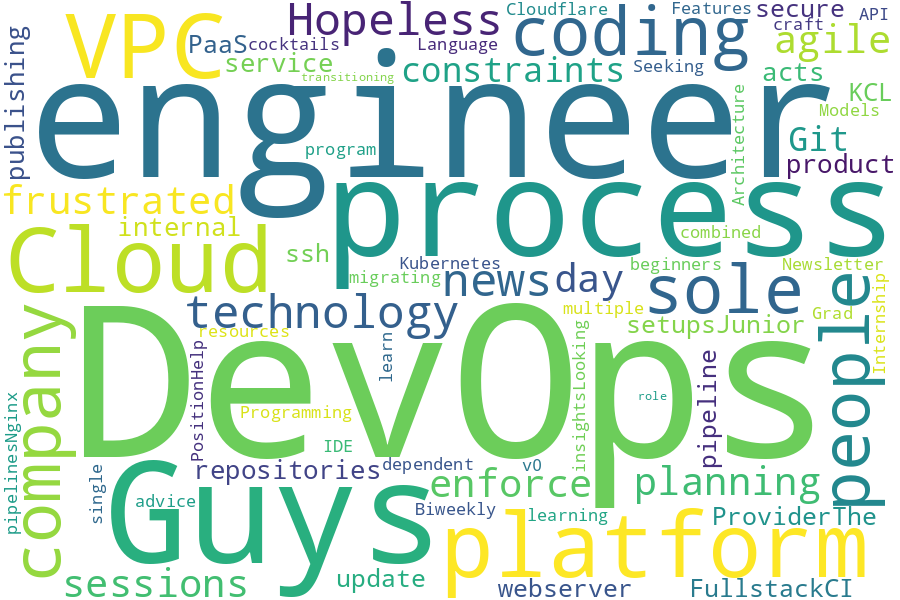 Hopeless
Cloudflare
Features
secure
API
VPC
PaaS
cocktails
Language
coding
craft
agile
publishing
service
transitioning
constraints
Seeking
acts
engineer
KCL
Models
program
Architecture
Git
product
frustrated
process
internal
Cloud
ssh
combined
Kubernetes
migrating
news
day
beginners
Newsletter
sole
people
Internship
technology
multiple
Grad
resources
setupsJunior
company
DevOps
PositionHelp
learn
insightsLooking
pipeline
pipelinesNginx
Programming
role
IDE
Guys
repositories
dependent
v0
single
advice
enforce
planning
Biweekly
learning
platform
ProviderThe
sessions
update
webserver
FullstackCI